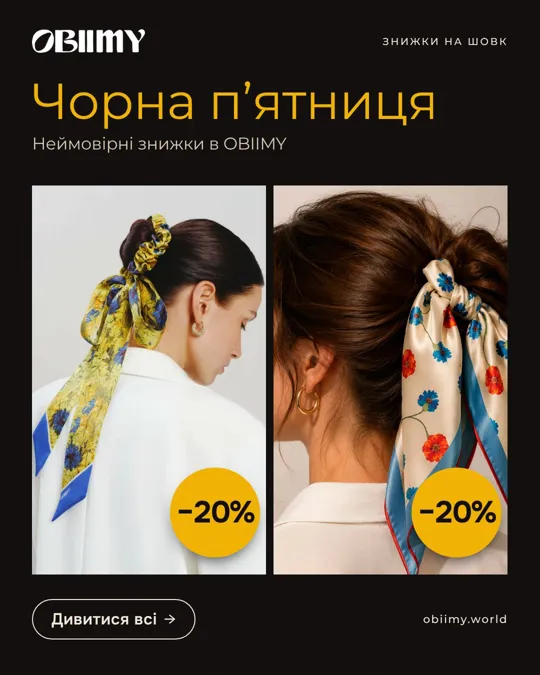 OBIIMY
ЗНИЖКИ НА ШОВК
Чорна п’ятниця
Неймовірні знижки в OBIIMY
−20%
−20%
Дивитися всі →
obiimy.world